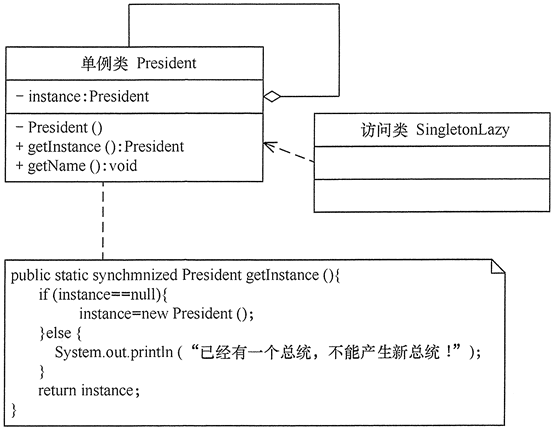 单例类 President
- instance:President
- President()
+ getInstance():President
+ getName():void
访问类 SingletonLazy
public static synchmnized President getInstance(){
if (instance==null){
instance=new President();
}else {
System.out.println(“已经有一个总统，不能产生新总统！”);
}
return instance;
}